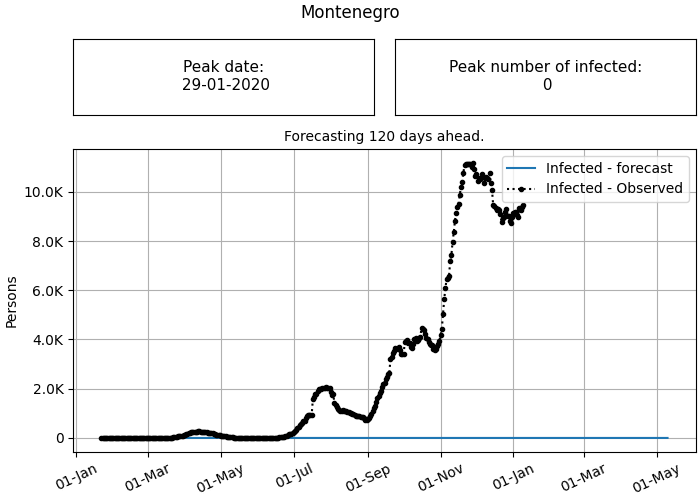 Montenegro
Peak date:
29-01-2020
Peak number of infected:
0
Forecasting 120 days ahead.
Infected - forecast
Infected - Observed
10.0K
8.0K
6.0K
4.0K
2.0K
0
Persons
01-Jan
01-Mar
01-May
01-Jul
01-Sep
01-Nov
01-Jan
01-Mar
01-May